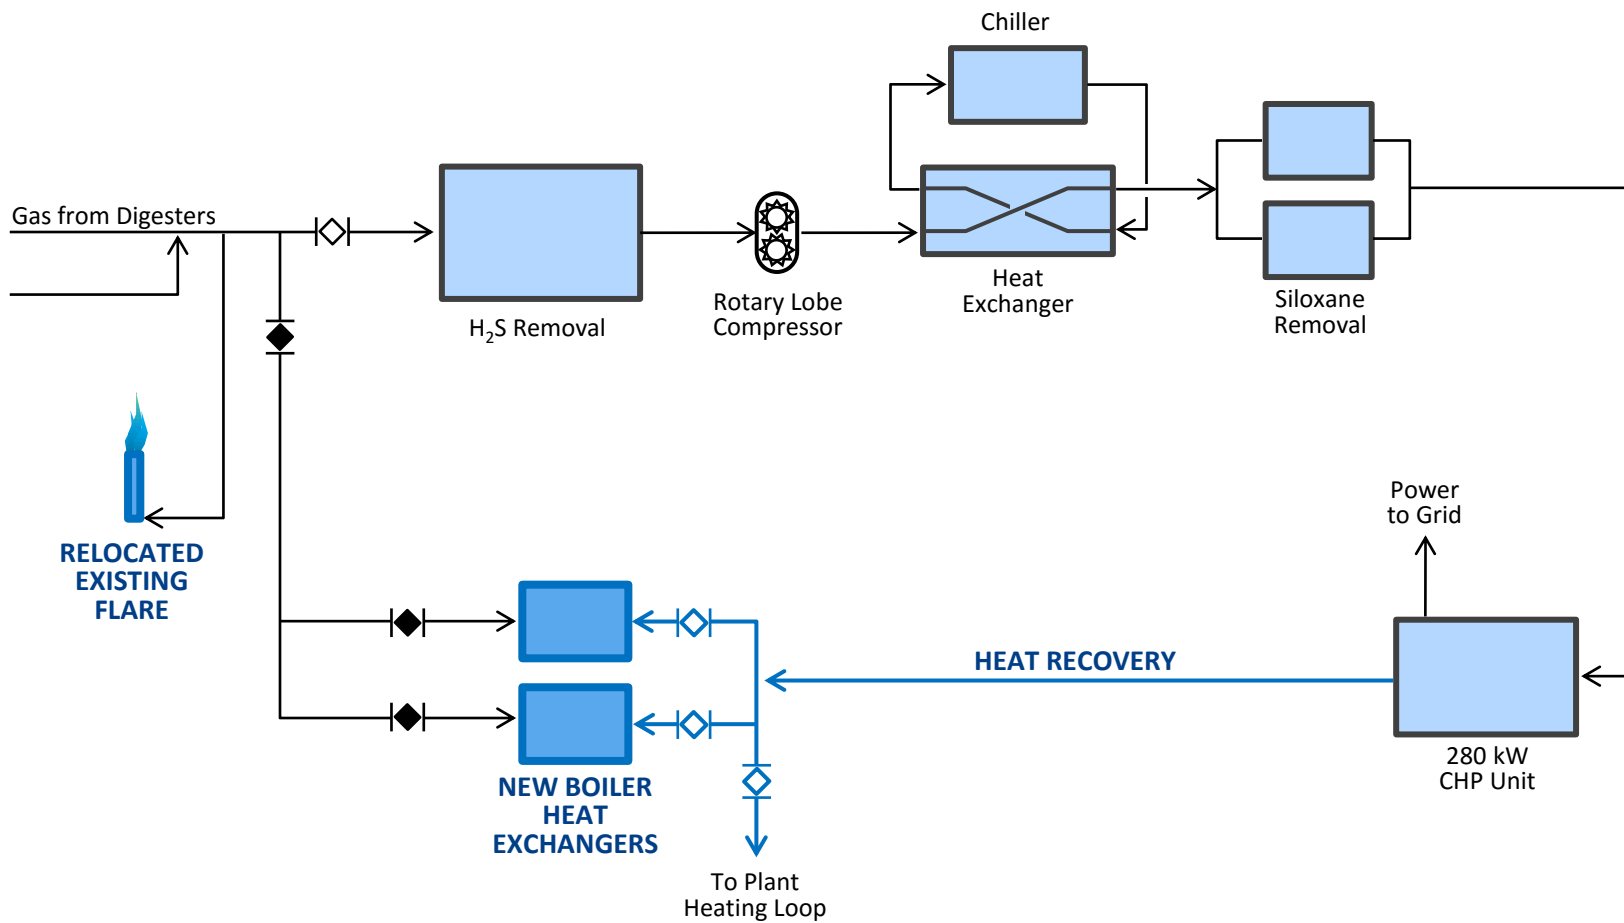 Chiller
Gas from Digesters
H₂S Removal
Rotary Lobe
Compressor
Heat
Exchanger
Siloxane
Removal
RELOCATED
EXISTING
FLARE
Power
to Grid
HEAT RECOVERY
280 kW
CHP Unit
NEW BOILER
HEAT
EXCHANGERS
To Plant
Heating Loop